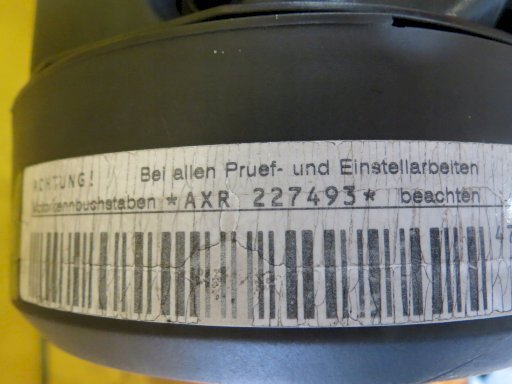 ACHTUNG! Bei allen Pruef- und Einstellarbeiten
Motorkennbuchstaben *AXR 227493* beachten